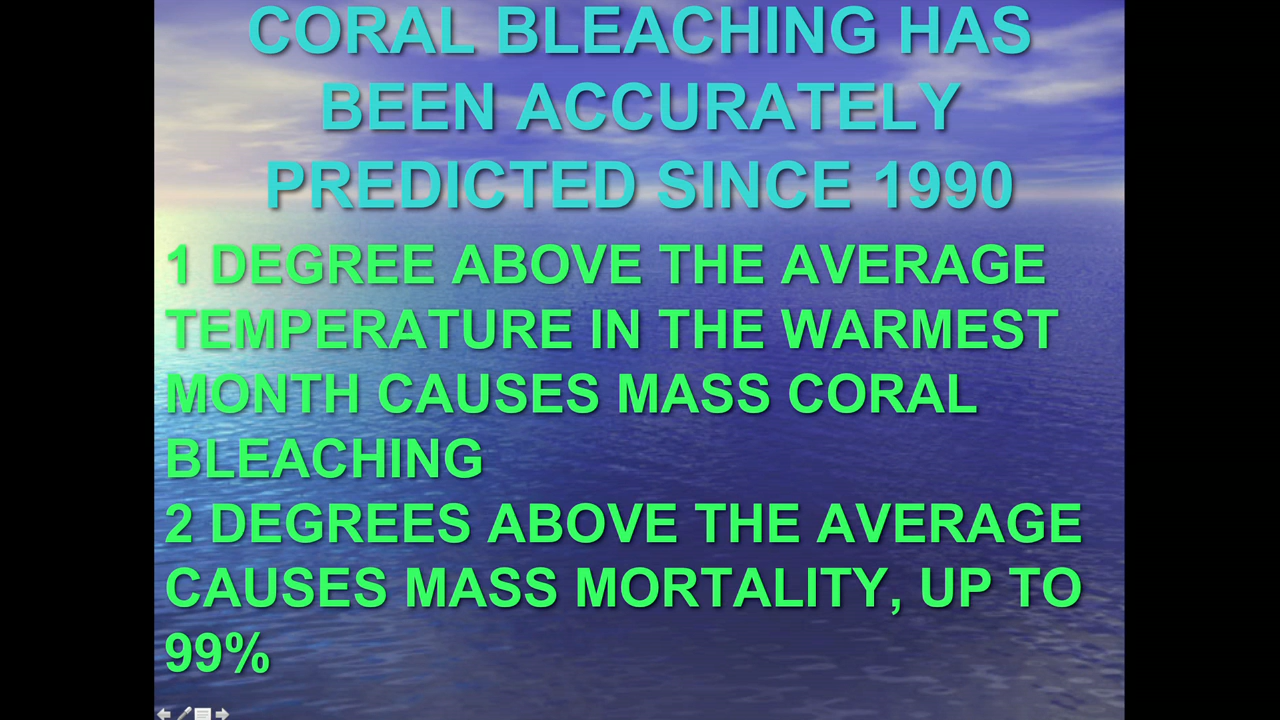 CORAL BLEACHING HAS
BEEN ACCURATELY
PREDICTED SINCE 1990
1 DEGREE ABOVE THE AVERAGE
TEMPERATURE IN THE WARMEST
MONTH CAUSES MASS CORAL
BLEACHING
2 DEGREES ABOVE THE AVERAGE
CAUSES MASS MORTALITY, UP TO
99%